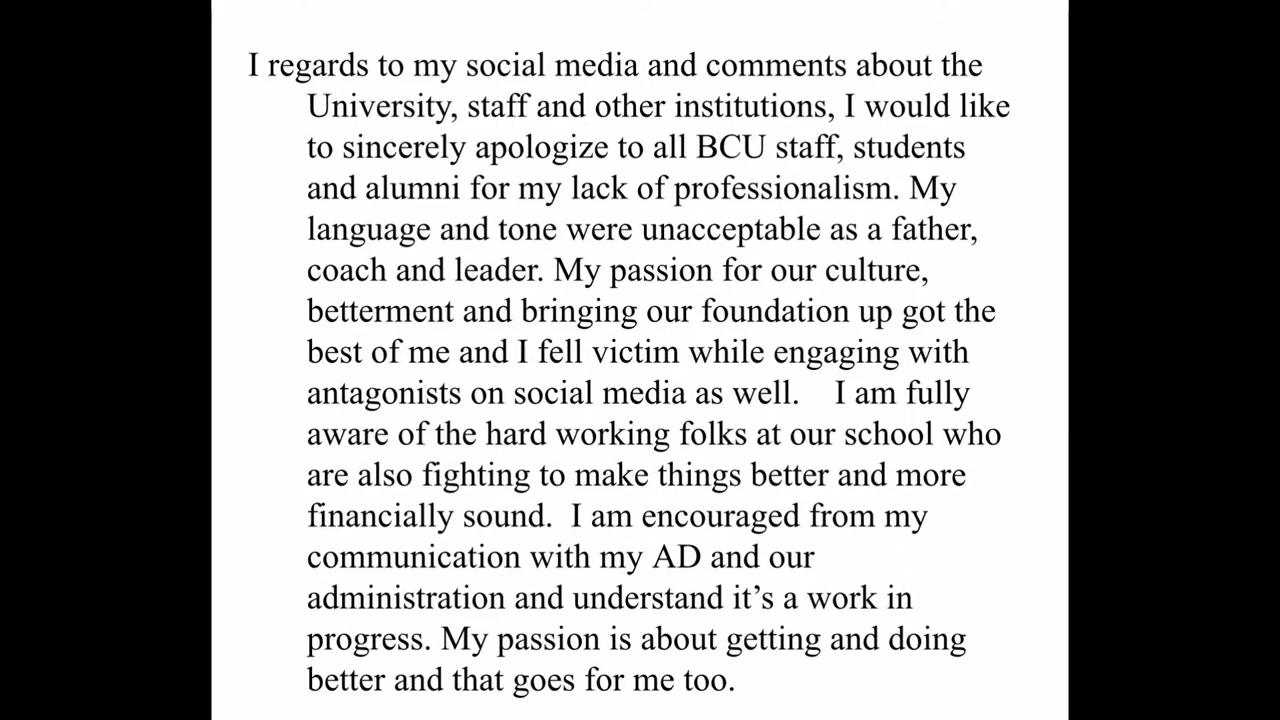 I regards to my social media and comments about the
University, staff and other institutions, I would like
to sincerely apologize to all BCU staff, students
and alumni for my lack of professionalism. My
language and tone were unacceptable as a father,
coach and leader. My passion for our culture,
betterment and bringing our foundation up got the
best of me and I fell victim while engaging with
antagonists on social media as well.    I am fully
aware of the hard working folks at our school who
are also fighting to make things better and more
financially sound.  I am encouraged from my
communication with my AD and our
administration and understand it’s a work in
progress. My passion is about getting and doing
better and that goes for me too.